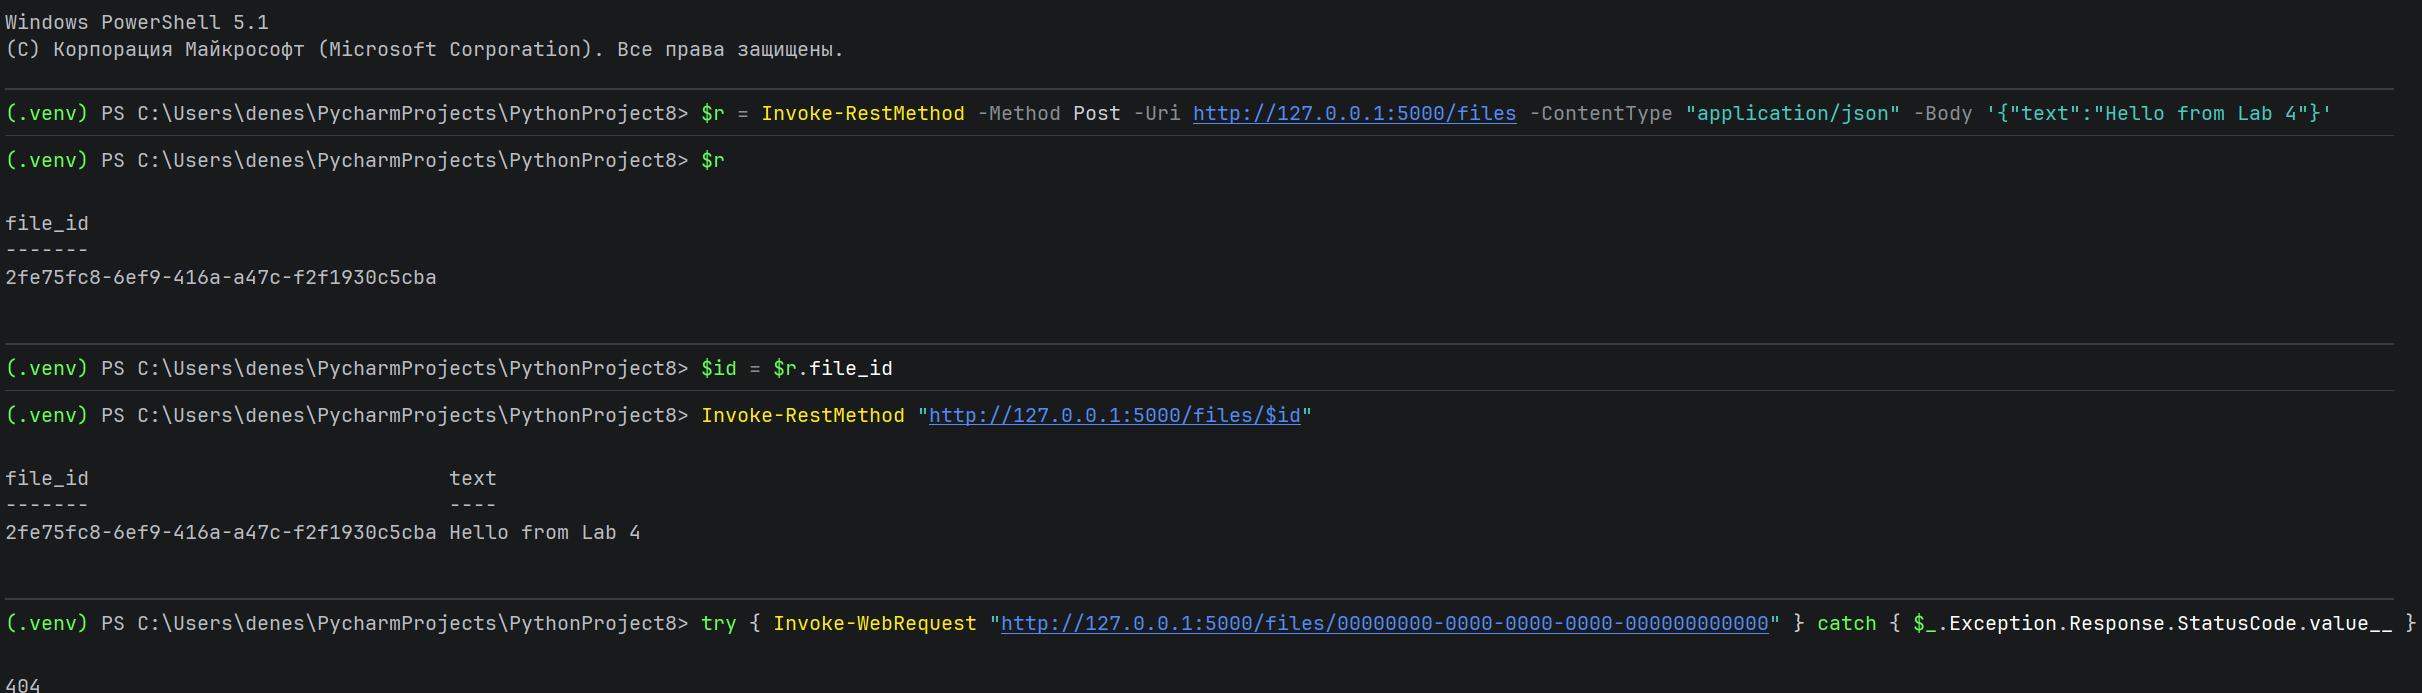 Windows PowerShell 5.1
(C) Корпорация Майкрософт (Microsoft Corporation). Все права защищены.
(.venv) PS C:\Users\denes\PycharmProjects\PythonProject8> $r = Invoke-RestMethod -Method Post -Uri http://127.0.0.1:5000/files -ContentType "application/json" -Body '{"text":"Hello from Lab 4"}'
(.venv) PS C:\Users\denes\PycharmProjects\PythonProject8> $r
file_id
-------
2fe75fc8-6ef9-416a-a47c-f2f1930c5cba
(.venv) PS C:\Users\denes\PycharmProjects\PythonProject8> $id = $r.file_id
(.venv) PS C:\Users\denes\PycharmProjects\PythonProject8> Invoke-RestMethod "http://127.0.0.1:5000/files/$id"
file_id                              text
-------                              ----
2fe75fc8-6ef9-416a-a47c-f2f1930c5cba Hello from Lab 4
(.venv) PS C:\Users\denes\PycharmProjects\PythonProject8> try { Invoke-WebRequest "http://127.0.0.1:5000/files/00000000-0000-0000-0000-000000000000" } catch { $_.Exception.Response.StatusCode.value__ }
404